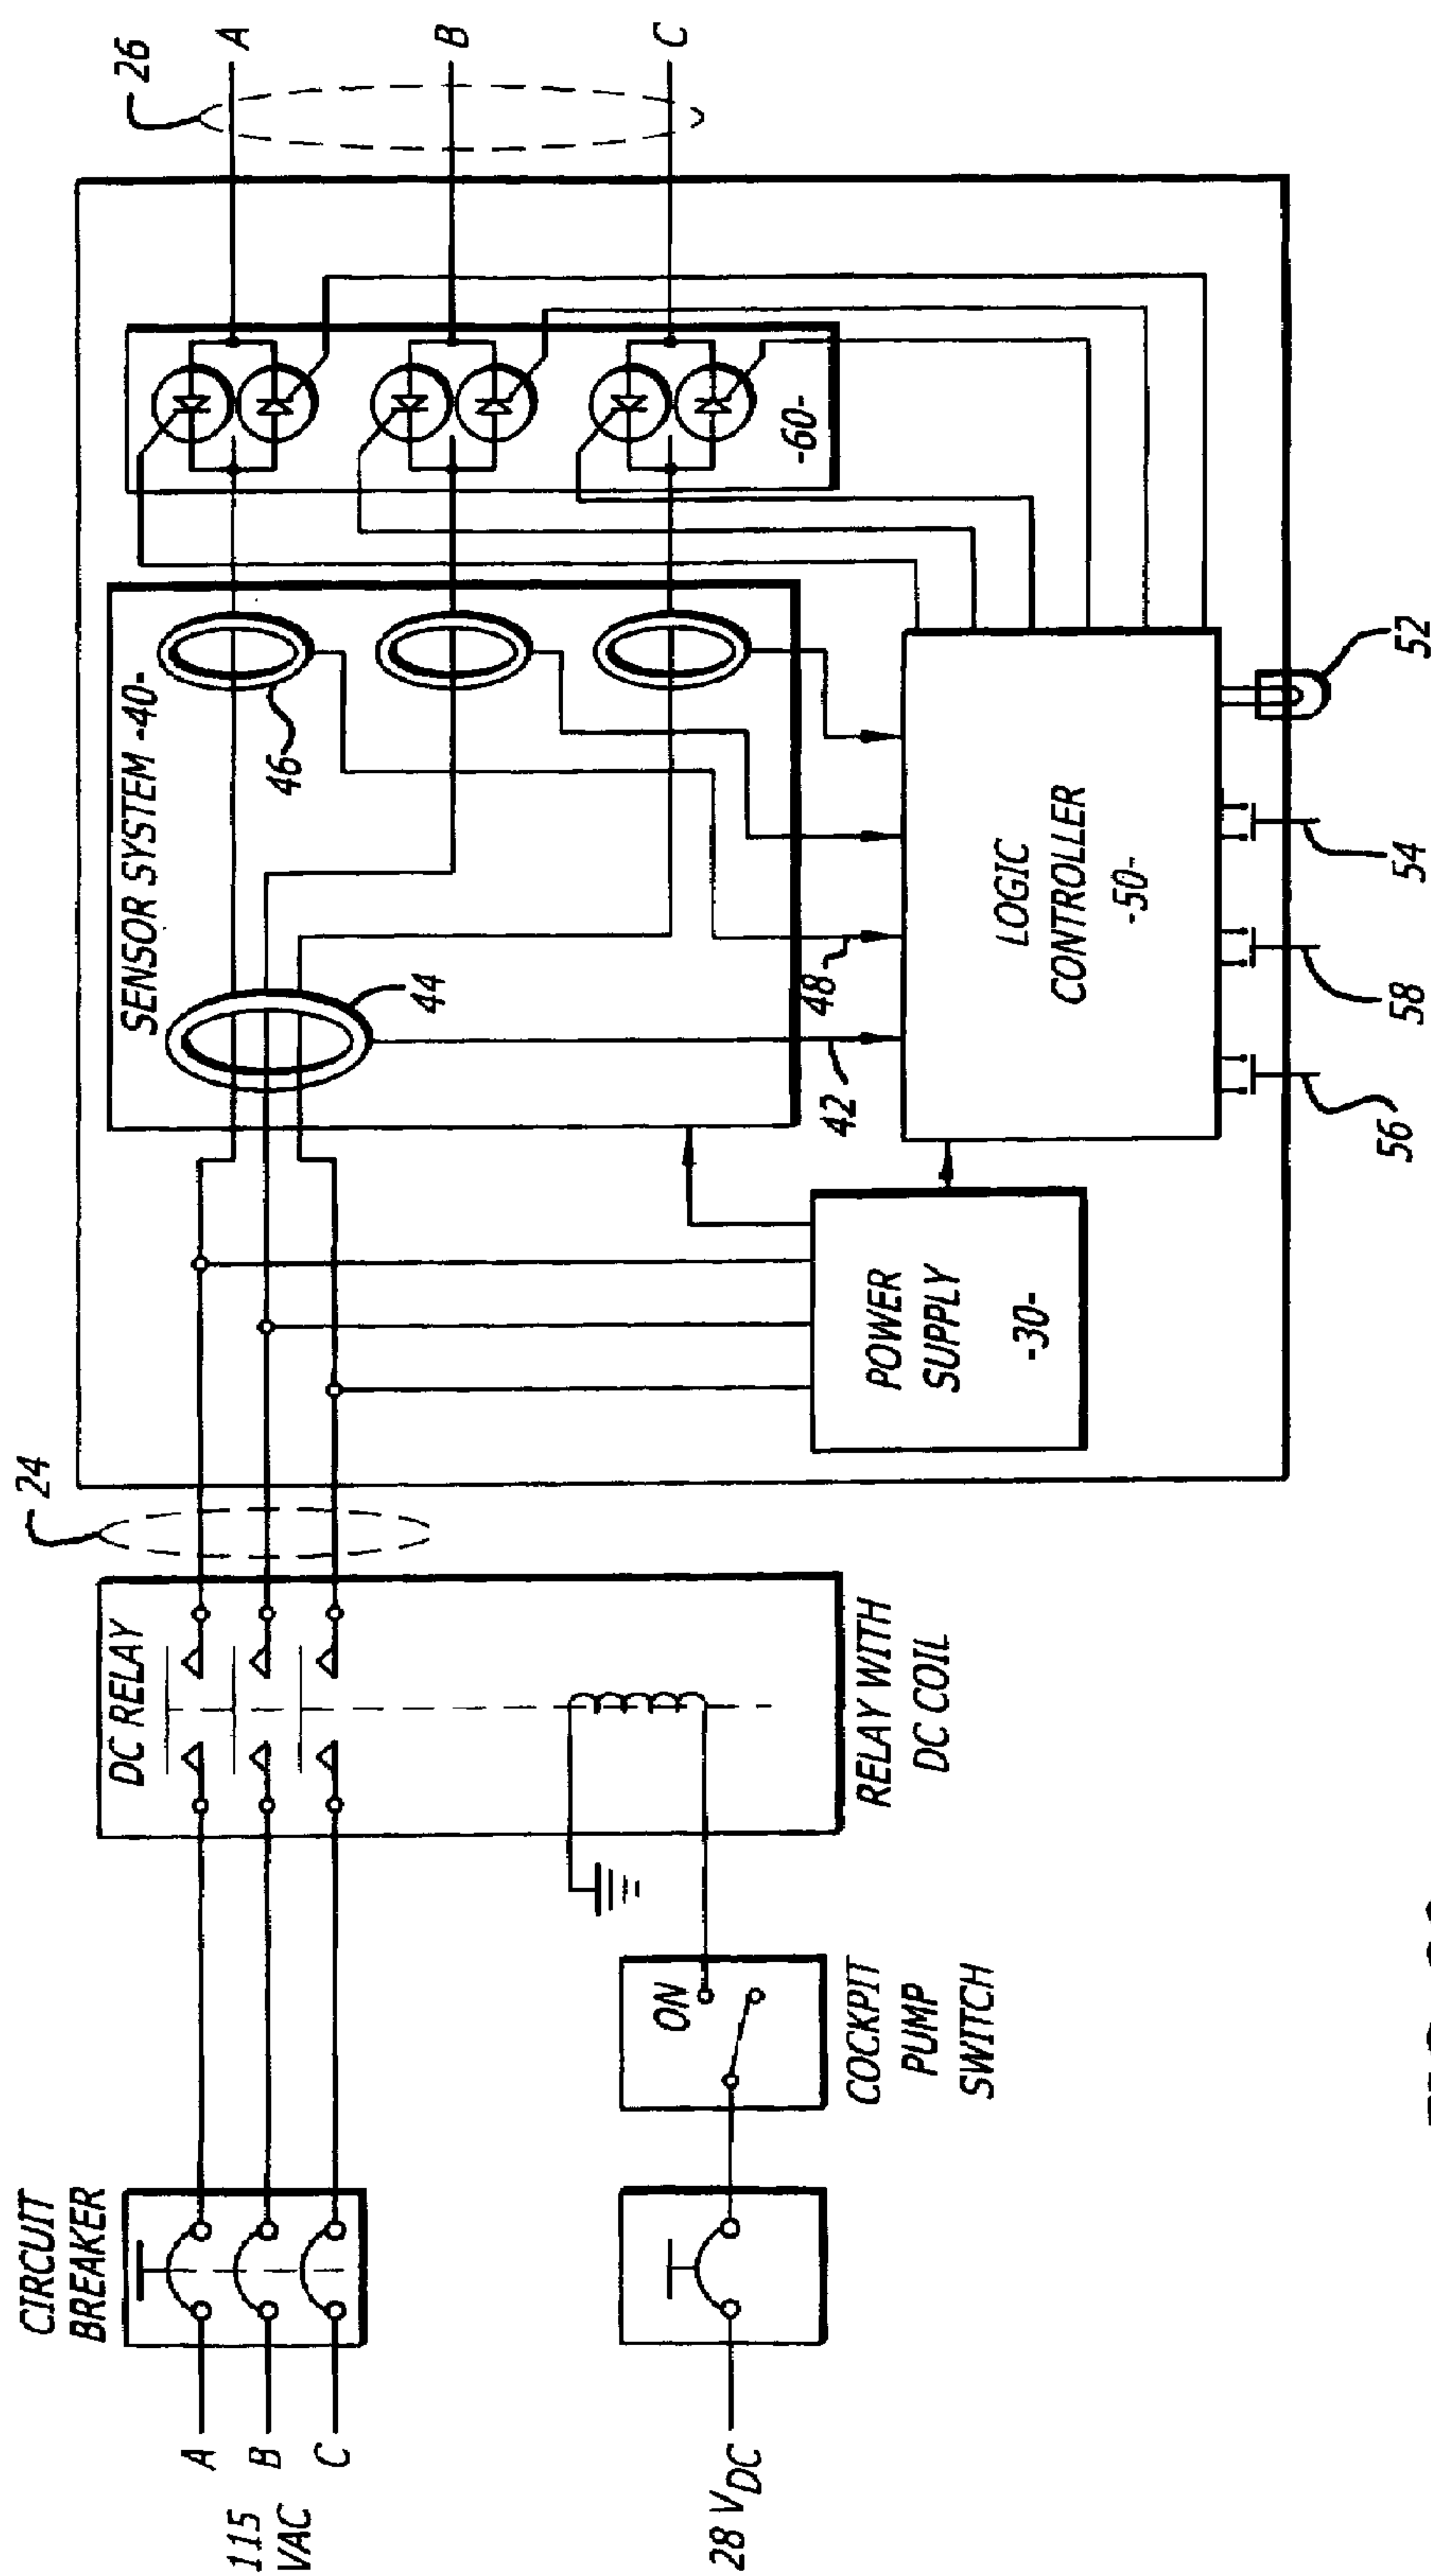 115
VAC
A
B
C
28 VDC
CIRCUIT
BREAKER
COCKPIT
PUMP
SWITCH
ON
DC RELAY
RELAY WITH
DC COIL
24
POWER
SUPPLY
-30-
SENSOR SYSTEM -40-
44
46
42
48
LOGIC
CONTROLLER
-50-
56
58
54
52
-60-
26
A
B
C